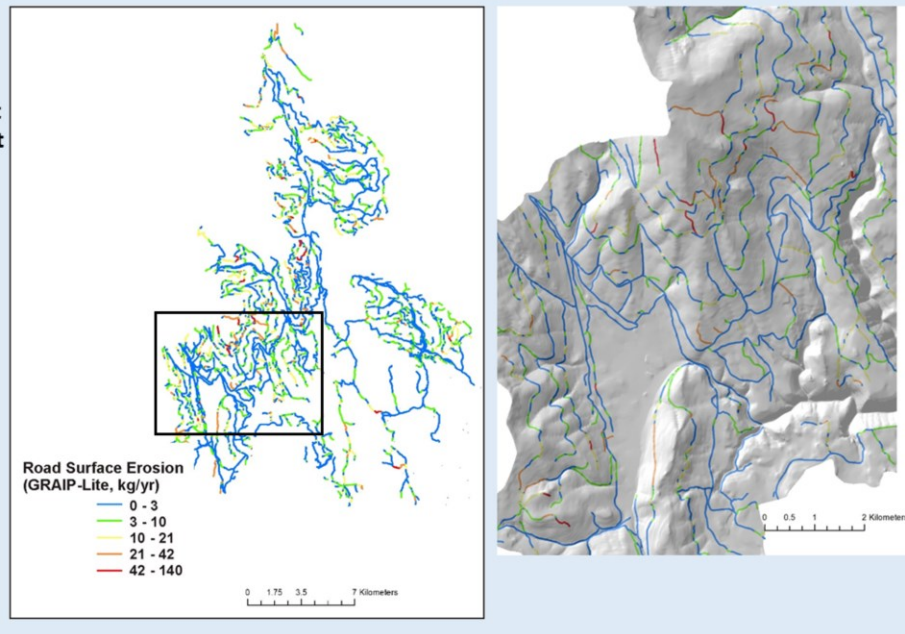 t
Road Surface Erosion
(GRAIP-Lite, kg/yr)
0 - 3
3 - 10
10 - 21
21 - 42
42 - 140
0 1.75 3.5 7 Kilometers
0 0.5 1 2 Kilometers